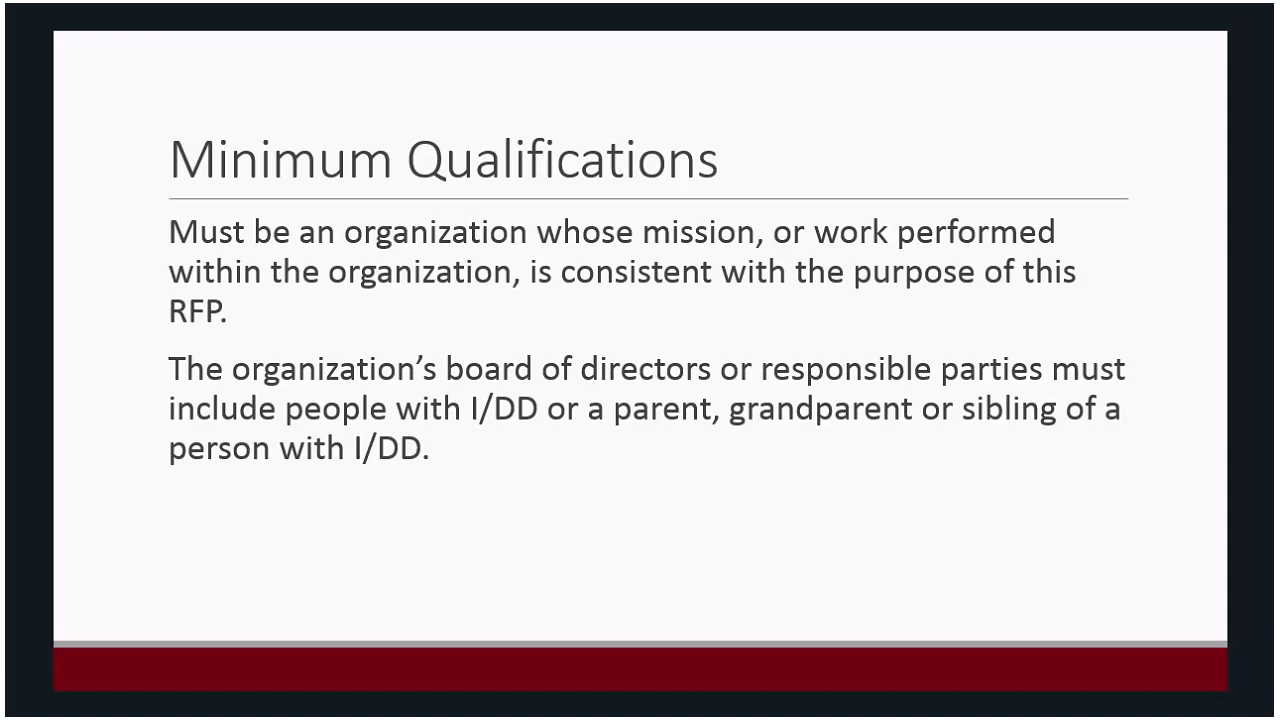 Minimum Qualifications
Must be an organization whose mission, or work performed
within the organization, is consistent with the purpose of this
RFP.
The organization’s board of directors or responsible parties must
include people with I/DD or a parent, grandparent or sibling of a
person with I/DD.